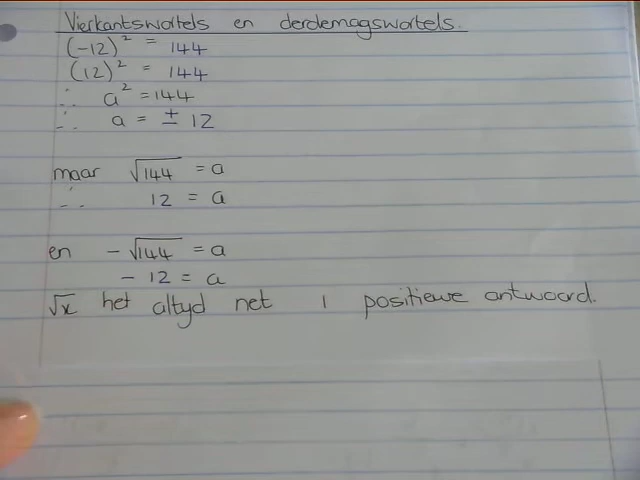 Vierkantswortels en derdemagswortels.
(-12)² = 144
(12)² = 144
∴ a² = 144
∴ a = ± 12
maar √144 = a
∴ 12 = a
en - √144 = a
- 12 = a
√x het altyd net 1 positiewe antwoord.